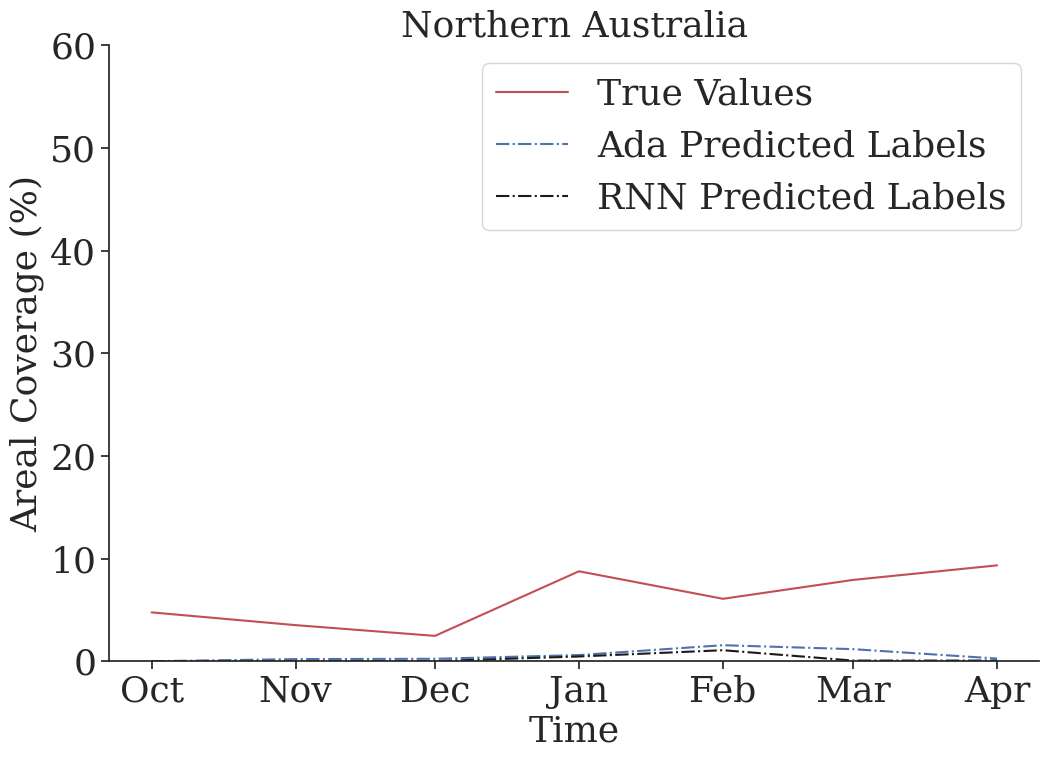 Northern Australia
True Values
Ada Predicted Labels
RNN Predicted Labels
Areal Coverage (%)
60
50
40
30
20
10
0
Oct Nov Dec Jan Feb Mar Apr
Time